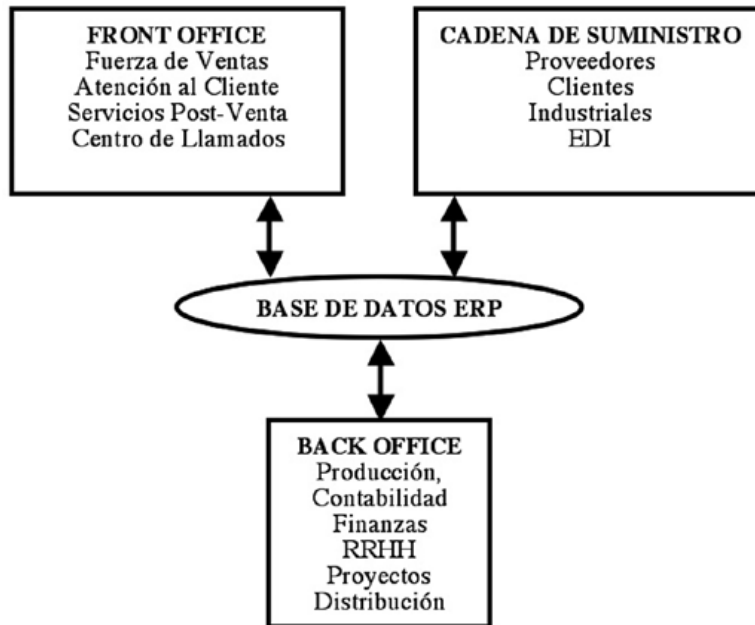 FRONT OFFICE
Fuerza de Ventas
Atención al Cliente
Servicios Post-Venta
Centro de Llamados
CADENA DE SUMINISTRO
Proveedores
Clientes
Industriales
EDI
BASE DE DATOS ERP
BACK OFFICE
Producción,
Contabilidad
Finanzas
RRHH
Proyectos
Distribución